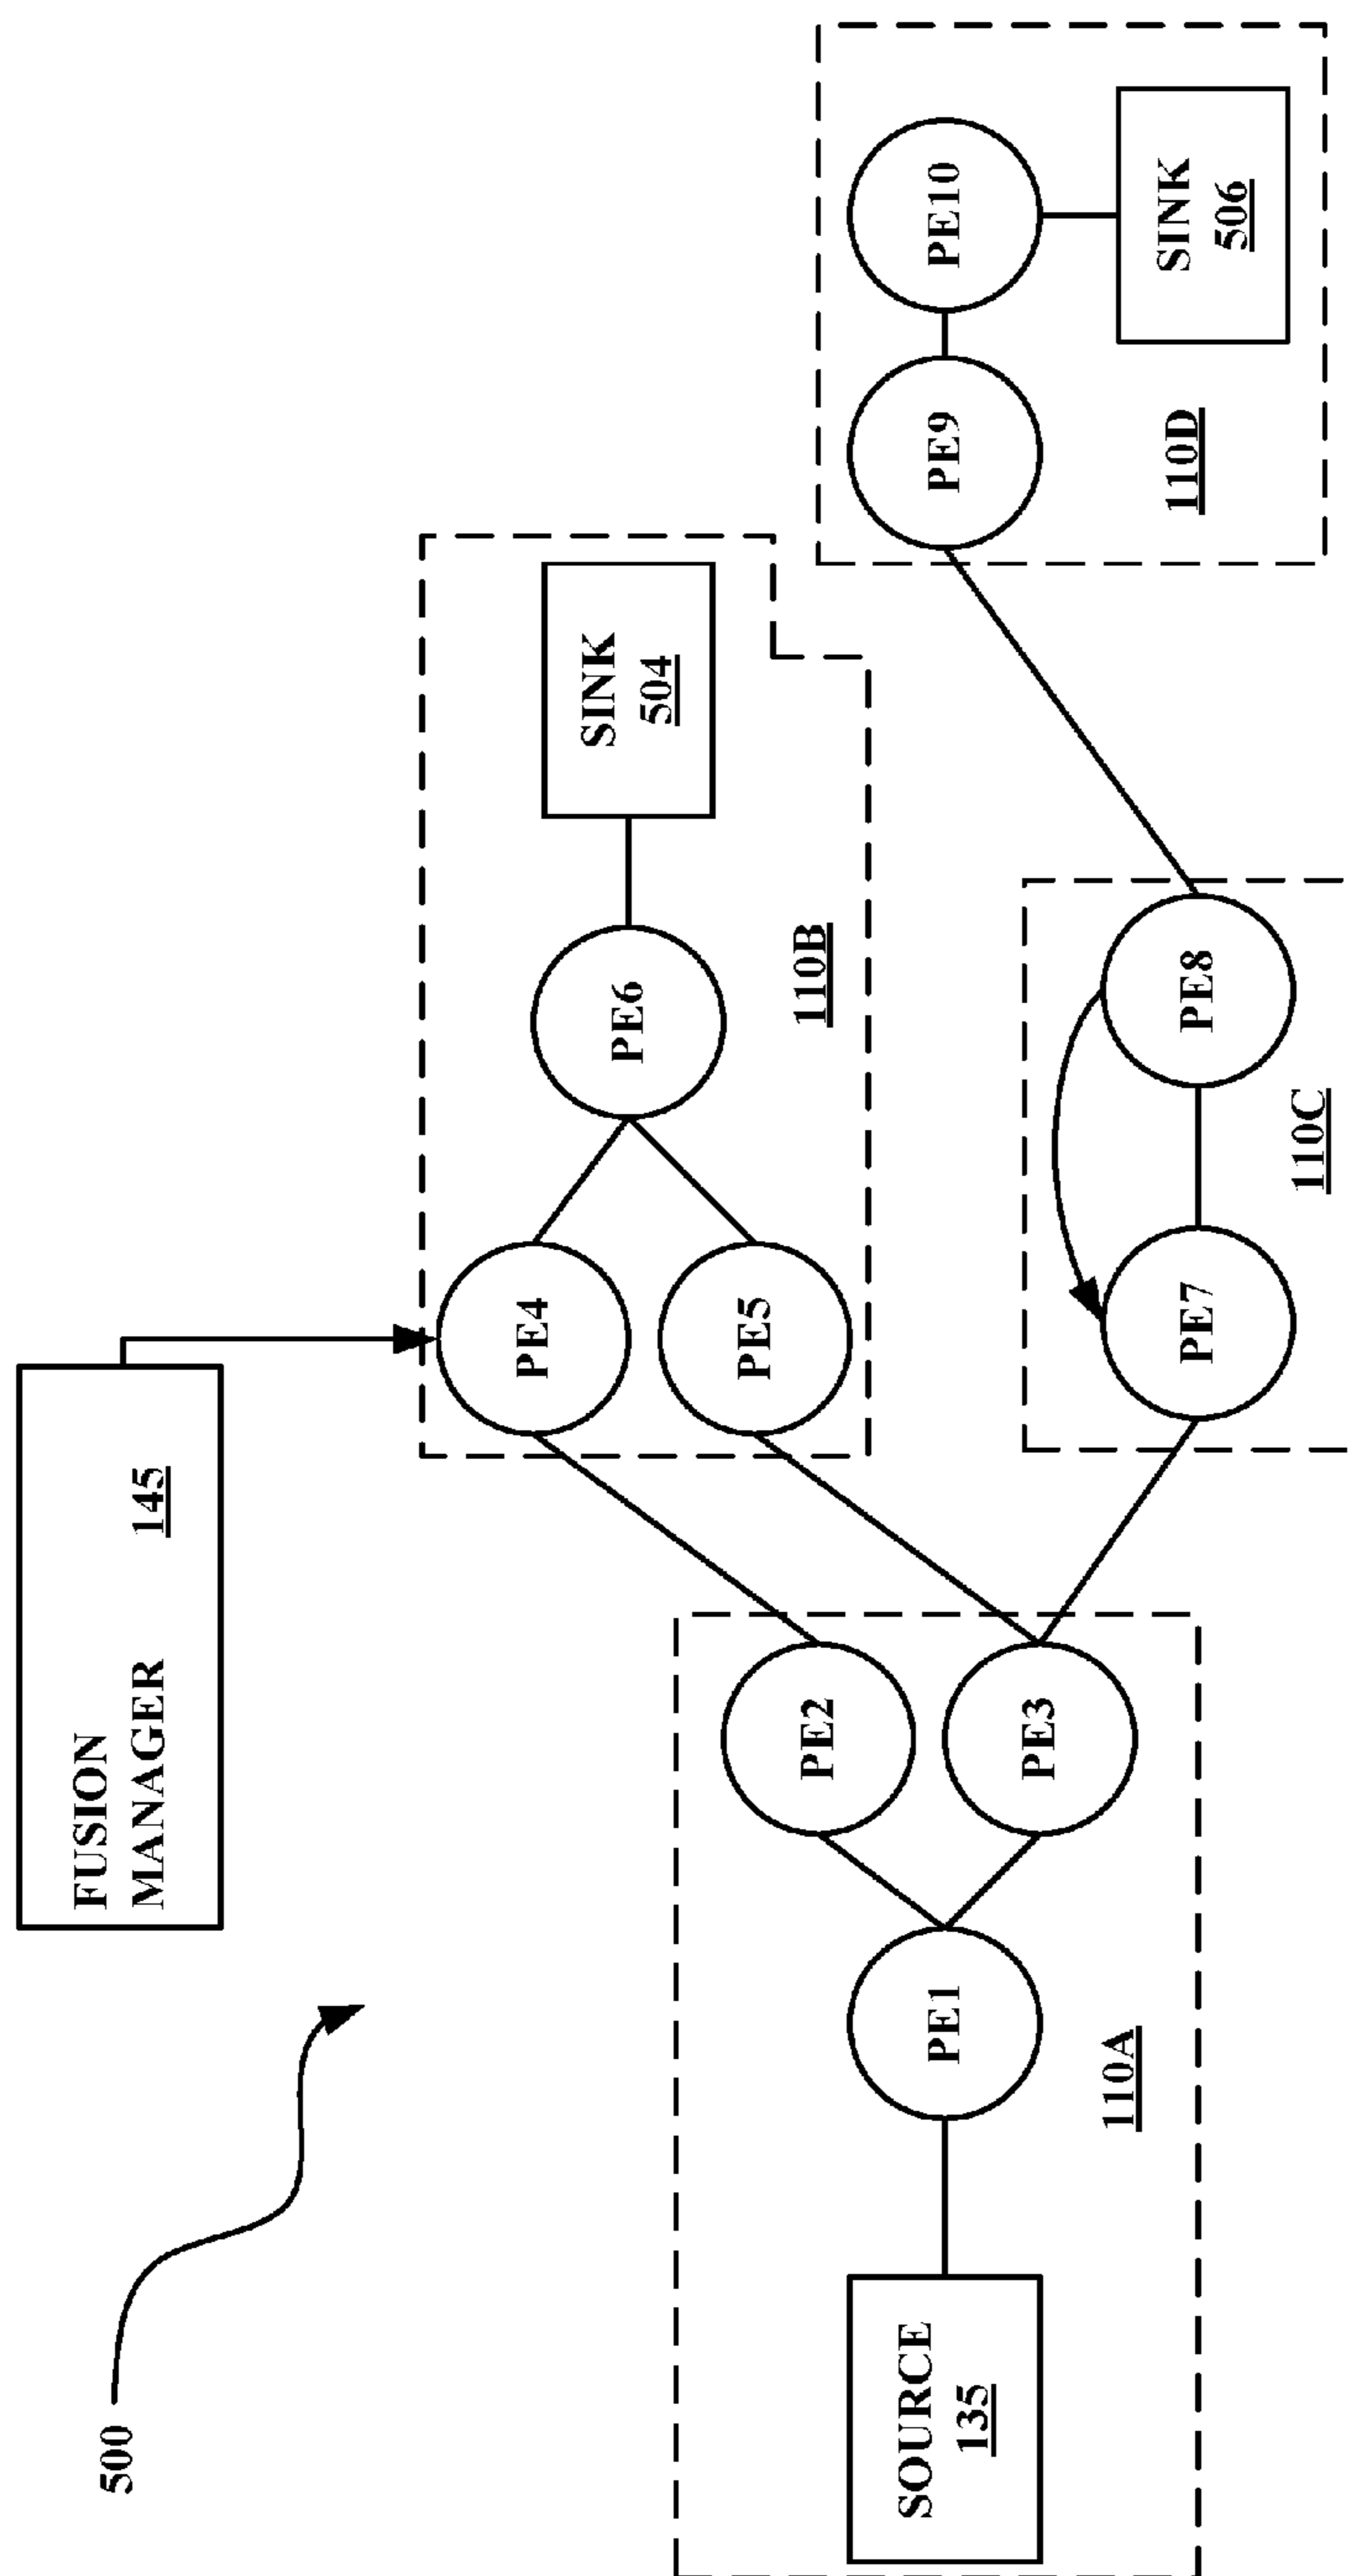 500
FUSION
MANAGER 145
SOURCE
135
PE1
110A
PE2
PE3
PE4
PE5
PE6
SINK
504
110B
PE7
PE8
110C
PE9
PE10
SINK
506
110D